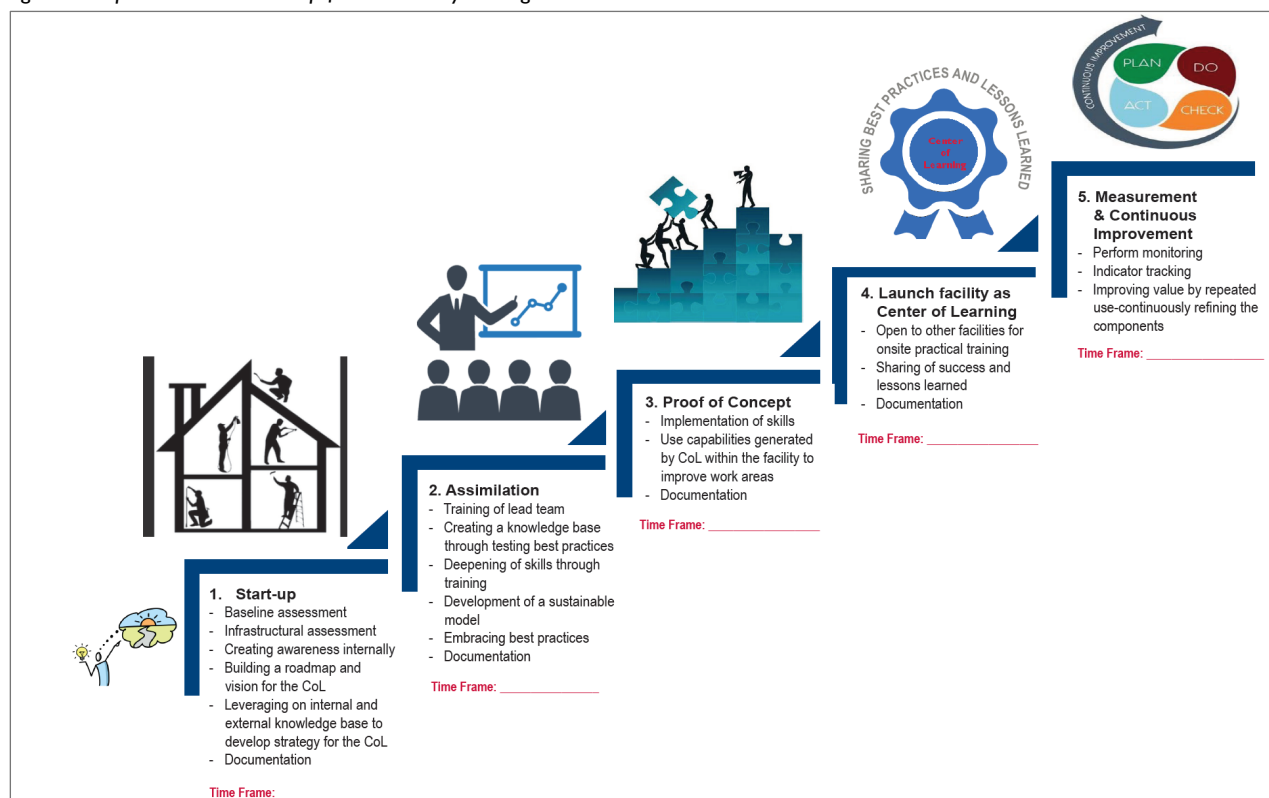 CONTINUOUS IMPROVEMENT
PLAN
DO
ACT
CHECK
SHARING BEST PRACTICES AND LESSONS LEARNED
Center
of
Learning
1. Start-up
- Baseline assessment
- Infrastructural assessment
- Creating awareness internally
- Building a roadmap and
vision for the CoL
- Leveraging on internal and
external knowledge base to
develop strategy for the CoL
- Documentation
Time Frame:
2. Assimilation
- Training of lead team
- Creating a knowledge base
through testing best practices
- Deepening of skills through
training
- Development of a sustainable
model
- Embracing best practices
- Documentation
Time Frame: _______________
3. Proof of Concept
- Implementation of skills
- Use capabilities generated
by CoL within the facility to
improve work areas
- Documentation
Time Frame: _________________
4. Launch facility as
Center of Learning
- Open to other facilities for
onsite practical training
- Sharing of success and
lessons learned
- Documentation
Time Frame: _________________
5. Measurement
& Continuous
Improvement
- Perform monitoring
- Indicator tracking
- Improving value by repeated
use-continuously refining the
components
Time Frame: __________________